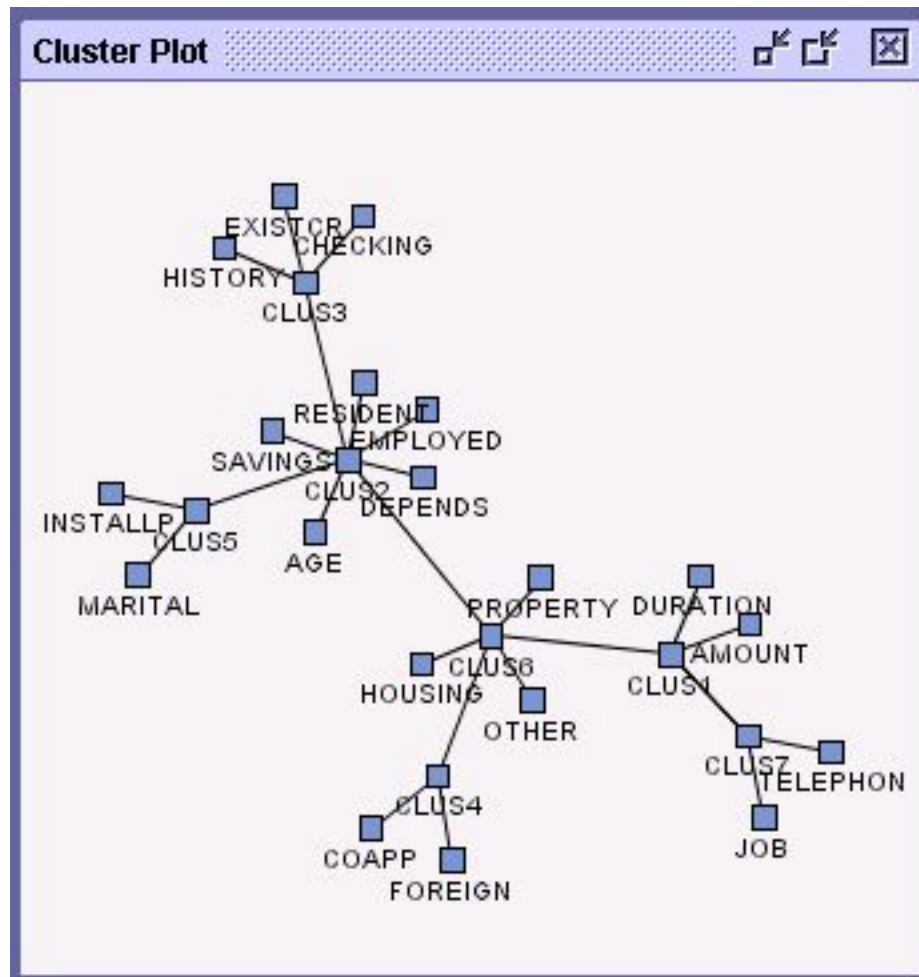 Cluster Plot
EXISTCR
CHECKING
HISTORY
CLUS3
RESIDENT
EMPLOYED
SAVINGS
CLUS2
DEPENDS
INSTALLP
CLUS5
AGE
MARITAL
PROPERTY
DURATION
AMOUNT
CLUS6
CLUS1
HOUSING
OTHER
CLUS7
TELEPHON
CLUS4
JOB
COAPP
FOREIGN